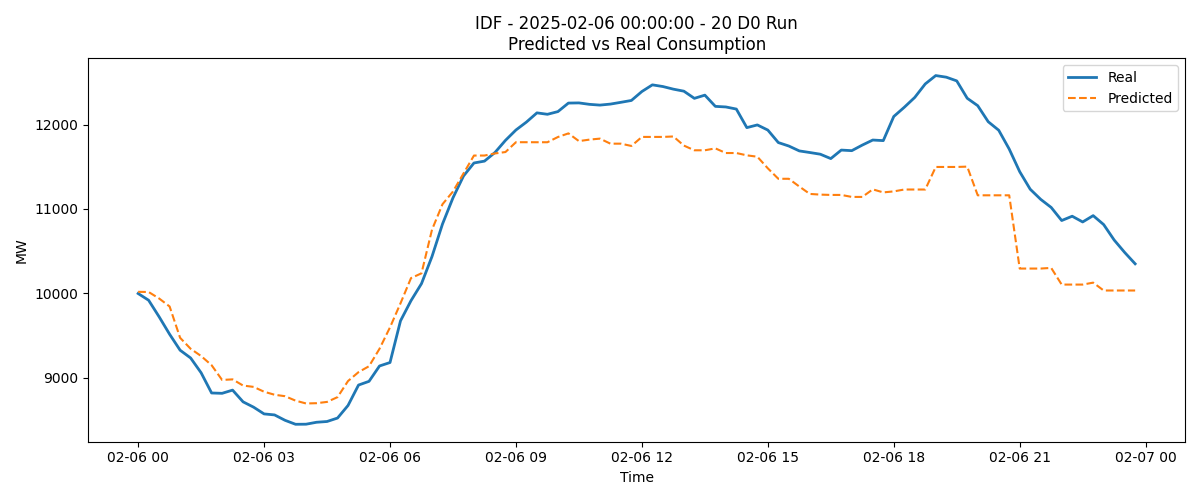 IDF - 2025-02-06 00:00:00 - 20 D0 Run
Predicted vs Real Consumption
Real
Predicted
MW
12000
11000
10000
9000
02-06 00
02-06 03
02-06 06
02-06 09
02-06 12
02-06 15
02-06 18
02-06 21
02-07 00
Time